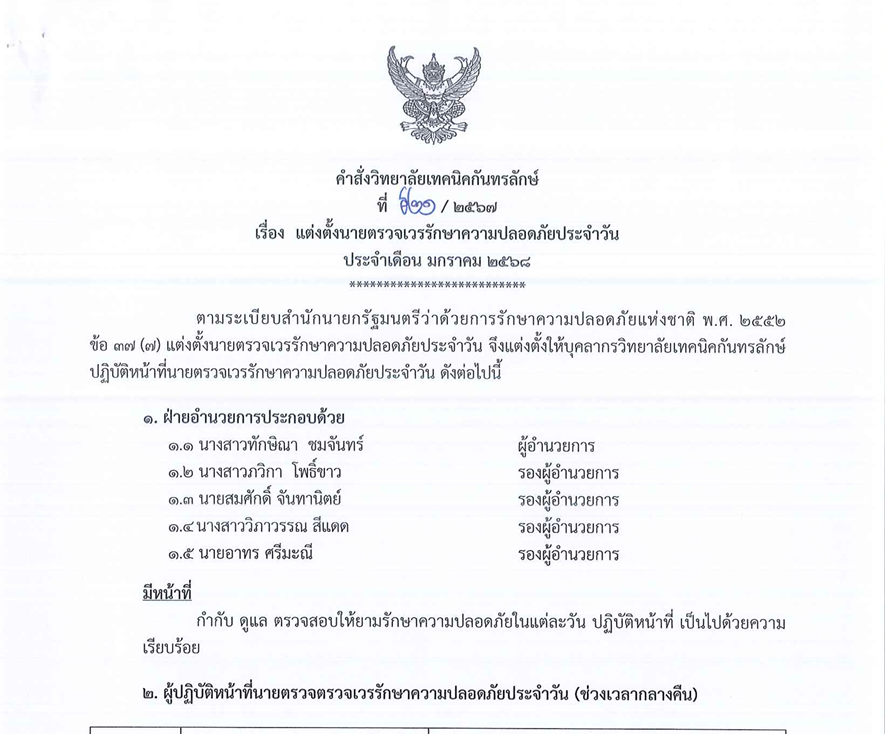 คำสั่งวิทยาลัยเทคนิคกันทรลักษ์
ที่ / ๒๕๖๗
เรื่อง แต่งตั้งนายตรวจเวรรักษาความปลอดภัยประจำวัน
ประจำเดือน มกราคม ๒๕๖๘
**************************
ตามระเบียบสำนักนายกรัฐมนตรีว่าด้วยการรักษาความปลอดภัยแห่งชาติ พ.ศ. ๒๕๕๒
ข้อ ๓๗ (๗) แต่งตั้งนายตรวจเวรรักษาความปลอดภัยประจำวัน จึงแต่งตั้งให้บุคลากรวิทยาลัยเทคนิคกันทรลักษ์
ปฏิบัติหน้าที่นายตรวจเวรรักษาความปลอดภัยประจำวัน ดังต่อไปนี้
๑. ฝ่ายอำนวยการประกอบด้วย
๑.๑ นางสาวทักษิณา ชมจันทร์ ผู้อำนวยการ
๑.๒ นางสาวภวิกา โพธิ์ขาว รองผู้อำนวยการ
๑.๓ นายสมศักดิ์ จันทานิตย์ รองผู้อำนวยการ
๑.๔ นางสาววิภาวรรณ สีแดด รองผู้อำนวยการ
๑.๕ นายอาทร ศรีมะณี รองผู้อำนวยการ
มีหน้าที่
กำกับ ดูแล ตรวจสอบให้ยามรักษาความปลอดภัยในแต่ละวัน ปฏิบัติหน้าที่ เป็นไปด้วยความ
เรียบร้อย
๒. ผู้ปฏิบัติหน้าที่นายตรวจตรวจเวรรักษาความปลอดภัยประจำวัน (ช่วงเวลากลางคืน)